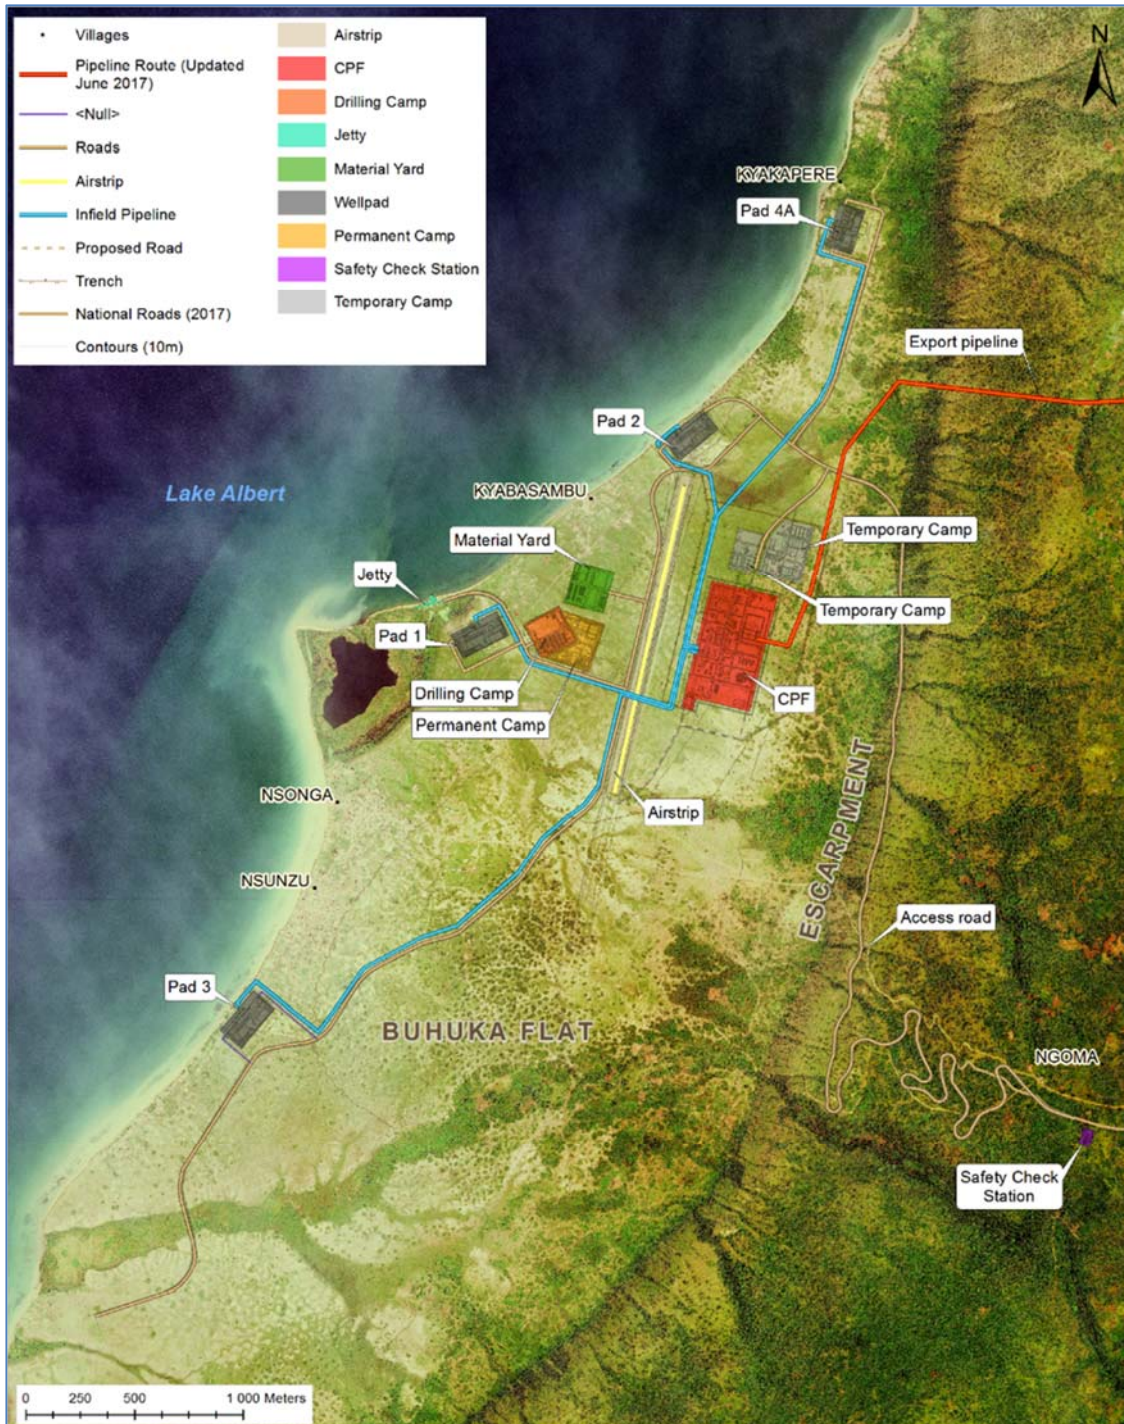 Villages
Pipeline Route (Updated
June 2017)
<Null>
Roads
Airstrip
Infield Pipeline
Proposed Road
Trench
National Roads (2017)
Contours (10m)
Airstrip
CPF
Drilling Camp
Jetty
Material Yard
Wellpad
Permanent Camp
Safety Check Station
Temporary Camp
N
KYAKAPERE
Pad 4A
Export pipeline
Pad 2
Lake Albert
KYABASAMBU
Material Yard
Temporary Camp
Jetty
Temporary Camp
Pad 1
Drilling Camp
CPF
Permanent Camp
NSONGA
Airstrip
ESCARPMENT
NSUNZU
Access road
Pad 3
BUHUKA FLAT
NGOMA
Safety Check
Station
0 250 500 1 000 Meters